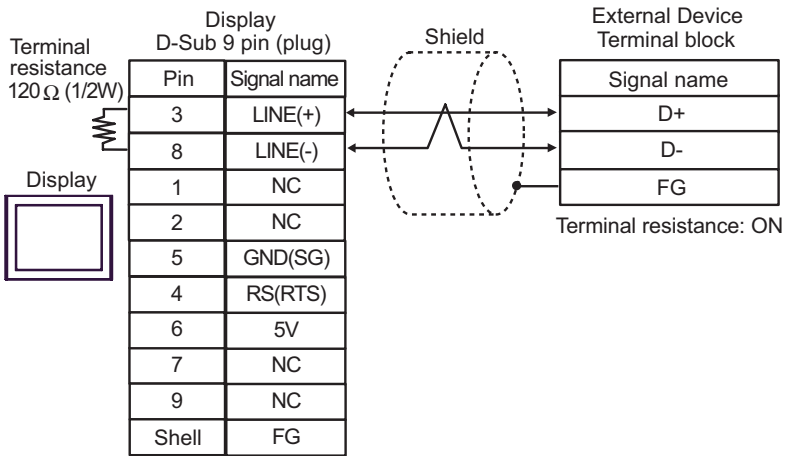 Display
D-Sub 9 pin (plug)
Shield
External Device
Terminal block
Terminal
resistance
120Ω (1/2W)
Pin Signal name
3 LINE(+)
8 LINE(-)
1 NC
2 NC
5 GND(SG)
4 RS(RTS)
6 5V
7 NC
9 NC
Shell FG
Display
Signal name
D+
D-
FG
Terminal resistance: ON